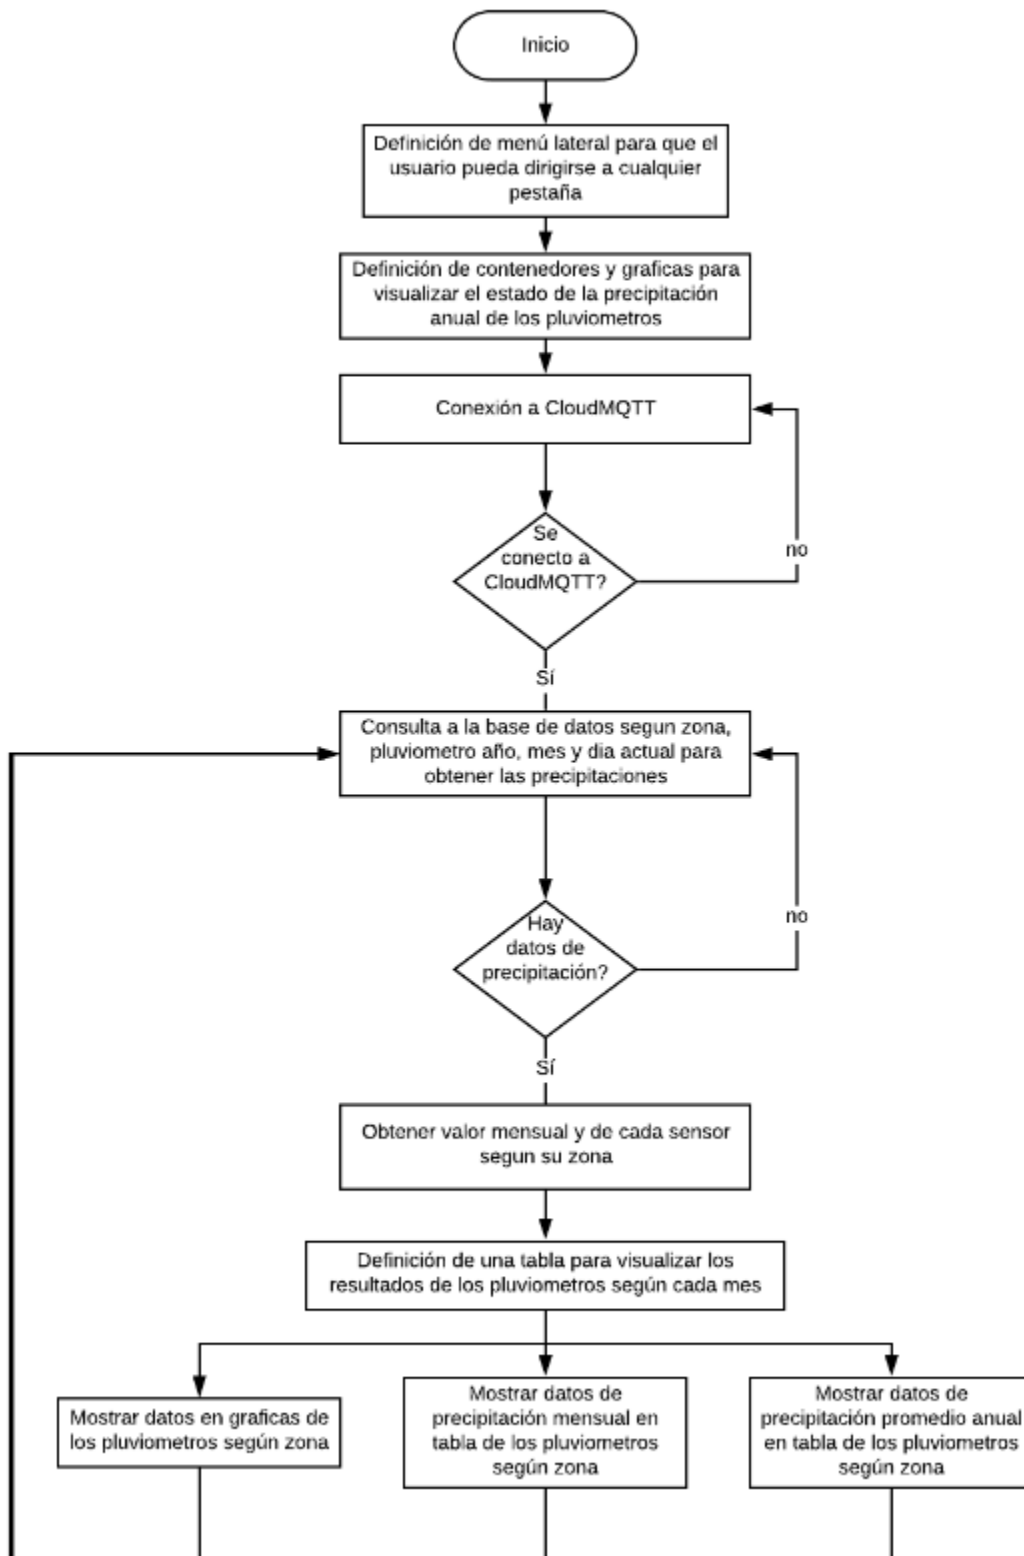 Inicio
Definición de menú lateral para que el
usuario pueda dirigirse a cualquier
pestaña
Definición de contenedores y graficas para
visualizar el estado de la precipitación
anual de los pluviometros
Conexión a CloudMQTT
Se
conecto a
CloudMQTT?
no
Sí
Consulta a la base de datos segun zona,
pluviometro año, mes y dia actual para
obtener las precipitaciones
Hay
datos de
precipitación?
no
Sí
Obtener valor mensual y de cada sensor
segun su zona
Definición de una tabla para visualizar los
resultados de los pluviometros según cada mes
Mostrar datos en graficas de
los pluviometros según zona
Mostrar datos de
precipitación mensual en
tabla de los pluviometros
según zona
Mostrar datos de
precipitación promedio anual
en tabla de los pluviometros
según zona